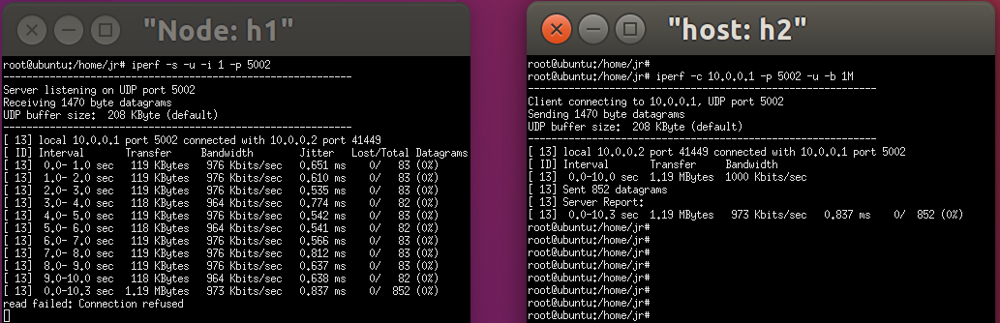 "Node: h1"
root@ubuntu:/home/jr# iperf -s -u -i 1 -p 5002
------------------------------------------------------------
Server listening on UDP port 5002
Receiving 1470 byte datagrams
UDP buffer size:  208 KByte (default)
------------------------------------------------------------
[ 13] local 10.0.0.1 port 5002 connected with 10.0.0.2 port 41449
[ ID] Interval       Transfer     Bandwidth        Jitter   Lost/Total Datagrams
[ 13]  0.0- 1.0 sec   119 KBytes   976 Kbits/sec   0.651 ms    0/   83 (0%)
[ 13]  1.0- 2.0 sec   119 KBytes   976 Kbits/sec   0.610 ms    0/   83 (0%)
[ 13]  2.0- 3.0 sec   119 KBytes   976 Kbits/sec   0.535 ms    0/   83 (0%)
[ 13]  3.0- 4.0 sec   118 KBytes   964 Kbits/sec   0.774 ms    0/   82 (0%)
[ 13]  4.0- 5.0 sec   119 KBytes   976 Kbits/sec   0.542 ms    0/   83 (0%)
[ 13]  5.0- 6.0 sec   118 KBytes   964 Kbits/sec   0.541 ms    0/   82 (0%)
[ 13]  6.0- 7.0 sec   119 KBytes   976 Kbits/sec   0.566 ms    0/   83 (0%)
[ 13]  7.0- 8.0 sec   119 KBytes   976 Kbits/sec   0.812 ms    0/   83 (0%)
[ 13]  8.0- 9.0 sec   119 KBytes   976 Kbits/sec   0.637 ms    0/   83 (0%)
[ 13]  9.0-10.0 sec   118 KBytes   964 Kbits/sec   0.638 ms    0/   82 (0%)
[ 13]  0.0-10.3 sec  1.19 MBytes   973 Kbits/sec   0.837 ms    0/  852 (0%)
read failed: Connection refused
"host: h2"
root@ubuntu:/home/jr#
root@ubuntu:/home/jr# iperf -c 10.0.0.1 -p 5002 -u -b 1M
------------------------------------------------------------
Client connecting to 10.0.0.1, UDP port 5002
Sending 1470 byte datagrams
UDP buffer size:  208 KByte (default)
------------------------------------------------------------
[ 13] local 10.0.0.2 port 41449 connected with 10.0.0.1 port 5002
[ ID] Interval       Transfer     Bandwidth
[ 13]  0.0-10.0 sec  1.19 MBytes  1000 Kbits/sec
[ 13] Sent 852 datagrams
[ 13] Server Report:
[ 13]  0.0-10.3 sec  1.19 MBytes   973 Kbits/sec   0.837 ms    0/  852 (0%)
root@ubuntu:/home/jr#
root@ubuntu:/home/jr#
root@ubuntu:/home/jr#
root@ubuntu:/home/jr#
root@ubuntu:/home/jr#
root@ubuntu:/home/jr#
root@ubuntu:/home/jr#
root@ubuntu:/home/jr#